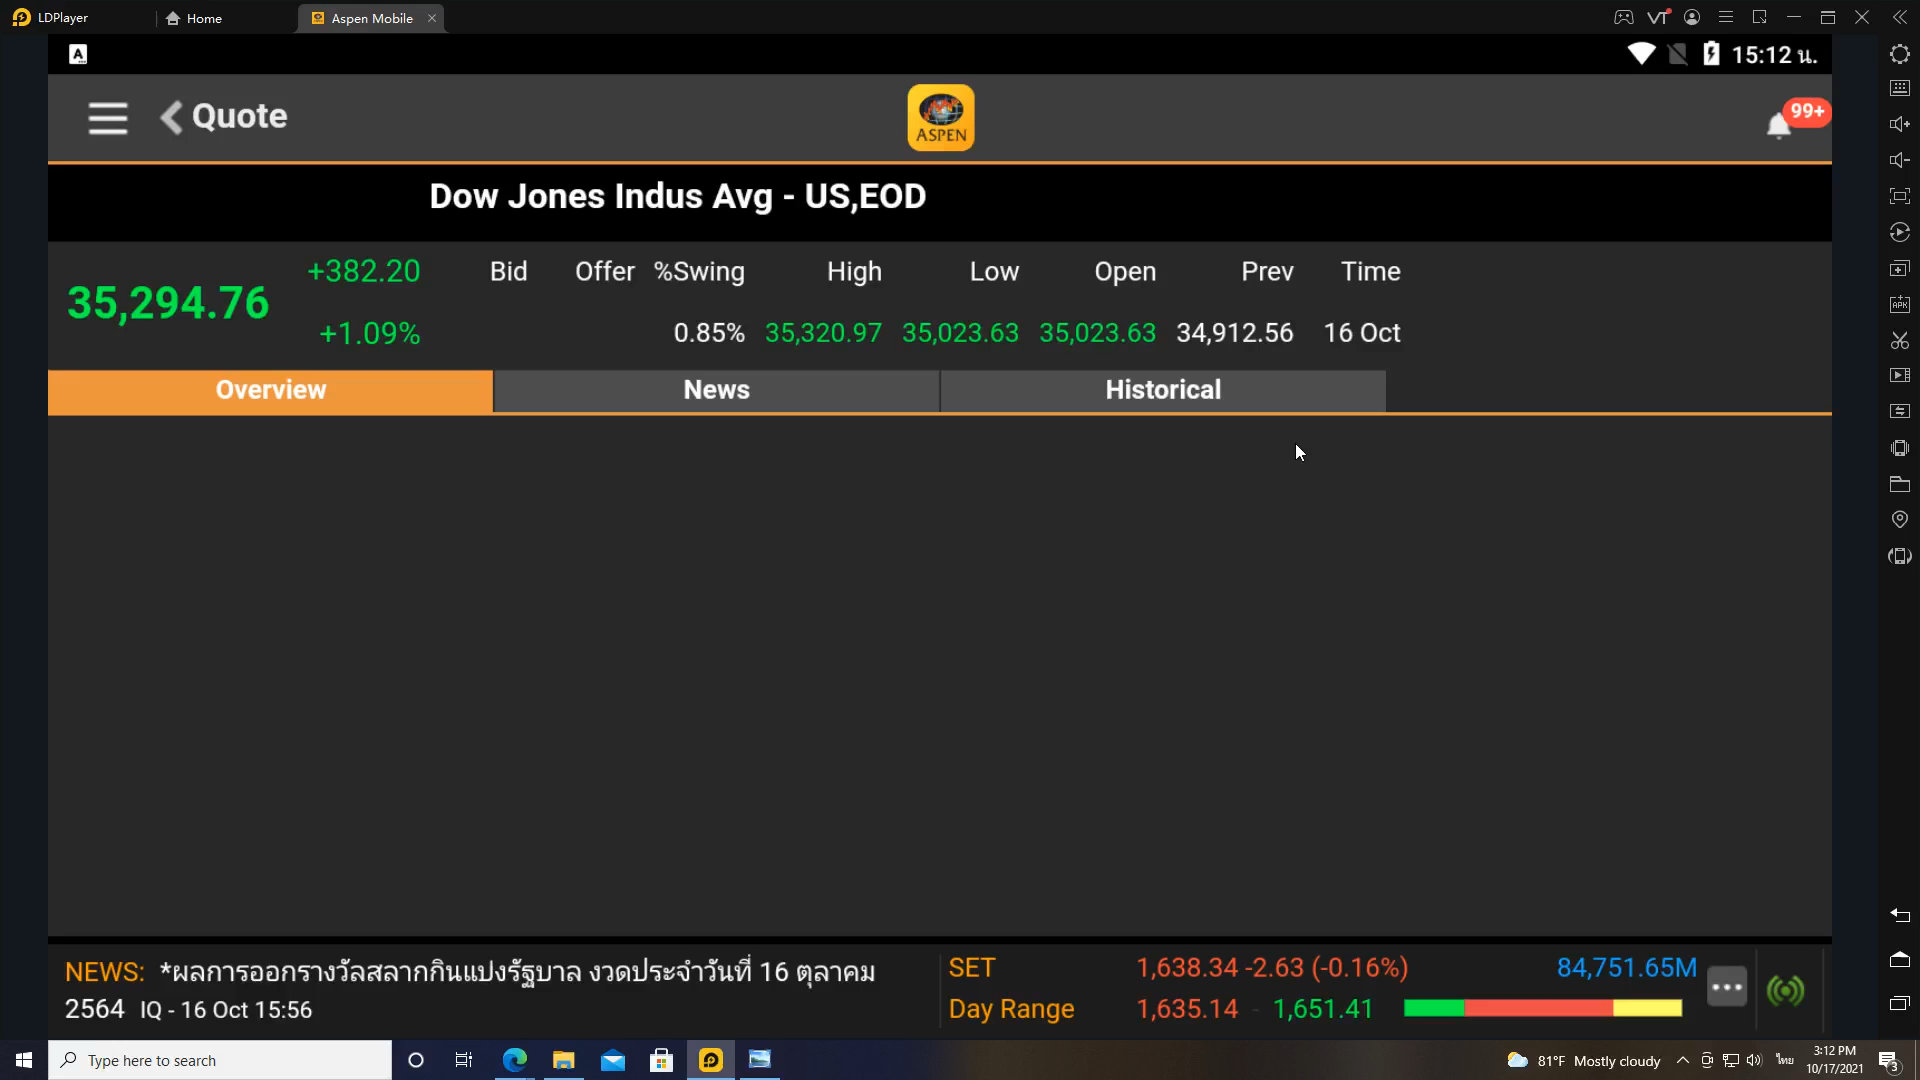 LDPlayer Home Aspen Mobile
A 15:12 น.
Quote ASPEN 99+
Dow Jones Indus Avg - US,EOD
+382.20 Bid Offer %Swing High Low Open Prev Time
35,294.76
+1.09% 0.85% 35,320.97 35,023.63 35,023.63 34,912.56 16 Oct
Overview News Historical
NEWS: *ผลการออกรางวัลสลากกินแบ่งรัฐบาล งวดประจำวันที่ 16 ตุลาคม
2564 IQ - 16 Oct 15:56
SET 1,638.34 -2.63 (-0.16%) 84,751.65M
Day Range 1,635.14 - 1,651.41
Type here to search
81°F Mostly cloudy
ไทย
3:12 PM
10/17/2021
3
VT
APK